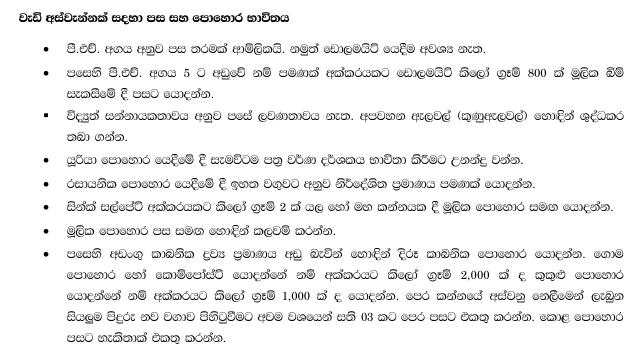 වැඩි අස්වැන්නක් සදහා පස සහ පොහොර භාවිතය
• පී.එච්. අගය අනුව පස තරමක් ආම්ලිකයි. නමුත් ඩොලමයිට් යෙදීම අවශ්‍ය නැත.
• පසෙහි පී.එච්. අගය 5 ට අඩුවේ නම් පමණක් අක්කරයකට ඩොලමයිට් කිලෝ ග්‍රෑම් 800 ක් මූලික බිම්
සැකසීමේ දී පසට යොදන්න.
▪ විද්‍යුත් සන්නායකතාවය අනුව පසේ ලවණතාවය නැත. අපවහන ඇලවල් (කුණුඇලවල්) හොඳින් ශුද්ධකර
තබා ගන්න.
• යූරියා පොහොර යෙදීමේ දී සැමවිටම පත්‍ර වර්ණ දර්ශකය භාවිතා කිරීමට උනන්දු වන්න.
• රසායනික පොහොර යෙදීමේ දී ඉහත වගුවට අනුව නිර්දේශිත ප්‍රමාණය පමණක් යොදන්න.
• සින්ක් සල්පේට් අක්කරයකට කිලෝ ග්‍රෑම් 2 ක් යල හෝ මහ කන්නයක දී මූලික පොහොර සමඟ යොදන්න.
• මූලික පොහොර පස සමඟ හොඳින් කලවම් කරන්න.
• පසෙහි අඩංගු කාබනික ද්‍රව්‍ය ප්‍රමාණය අඩු බැවින් හොඳින් දිරූ කාබනික පොහොර යොදන්න. ගොම
පොහොර හෝ කොම්පෝස්ට් යොදන්නේ නම් අක්කරයට කිලෝ ග්‍රෑම් 2,000 ක් ද කුකුළු පොහොර
යොදන්නේ නම් අක්කරයට කිලෝ ග්‍රෑම් 1,000 ක් ද යොදන්න. පෙර කන්නයේ අස්වනු නෙලීමෙන් ලැබුන
සියලුම පිදුරු නව වගාව පිහිටුවීමට අවම වශයෙන් සති 03 කට පෙර පසට එකතු කරන්න. කොළ පොහොර
පසට හැකිතාක් එකතු කරන්න.